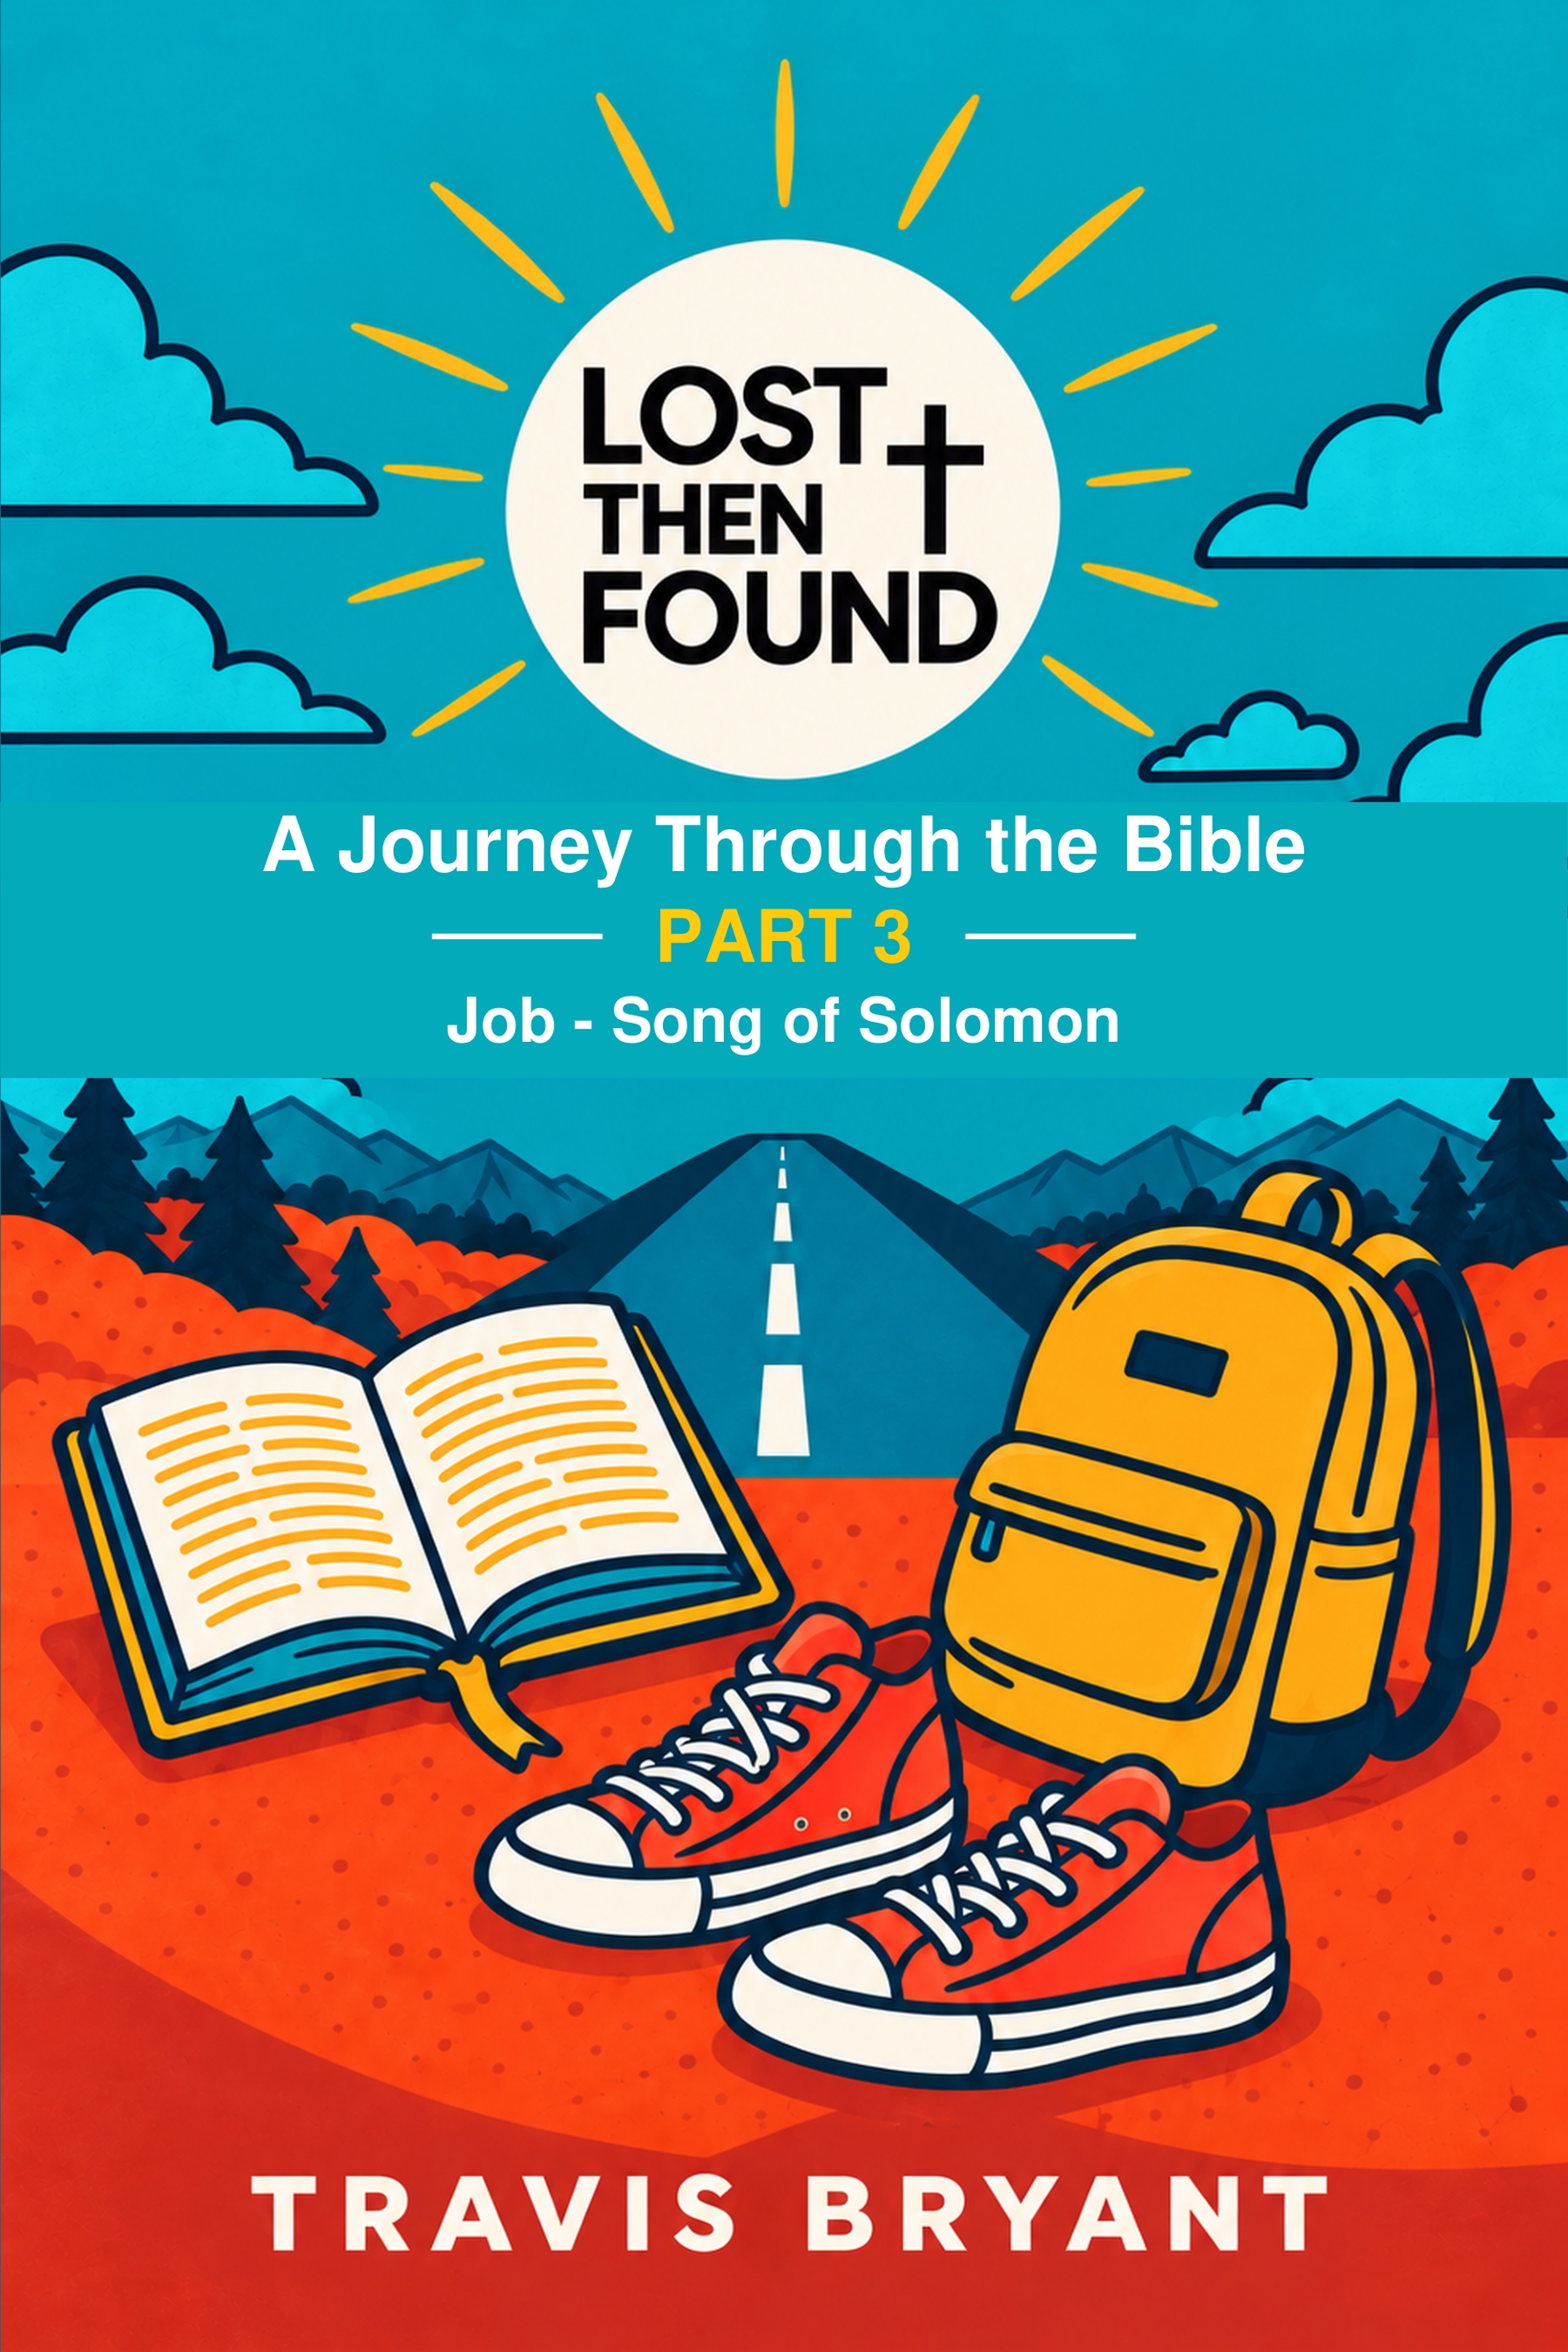 LOST
THEN
FOUND
A Journey Through the Bible
PART 3
Job - Song of Solomon
TRAVIS BRYANT